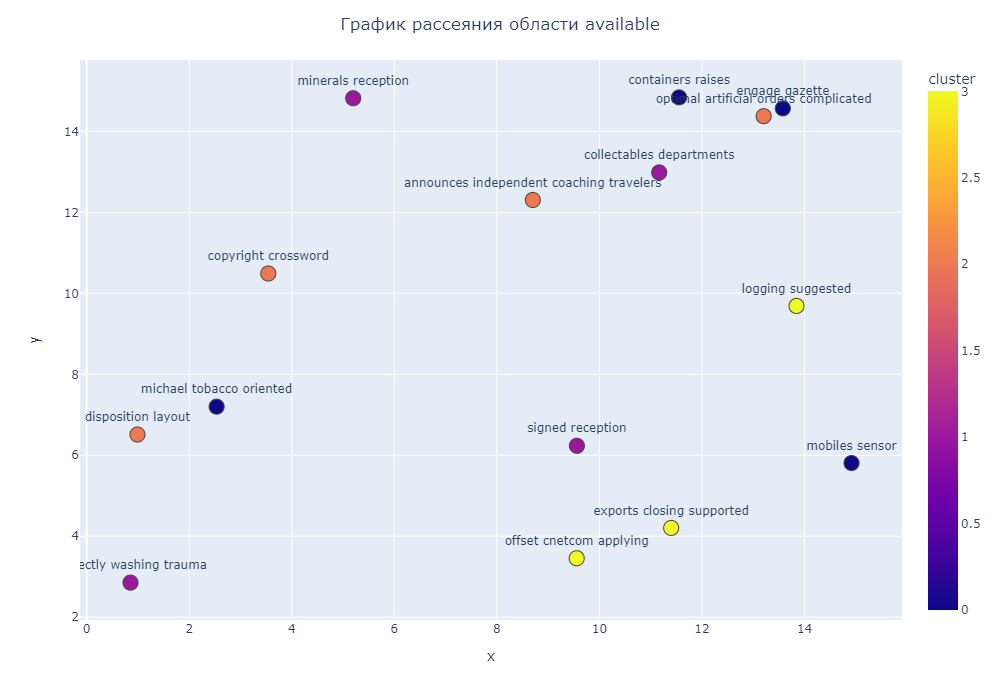 График рассеяния области available
minerals reception
containers raises
engage gazette
optimal artificial orders complicated
collectables departments
announces independent coaching travelers
copyright crossword
logging suggested
michael tobacco oriented
disposition layout
signed reception
mobiles sensor
exports closing supported
offset cnetcom applying
washing trauma
14
12
10
8
6
4
2
y
0
2
4
6
8
10
12
14
x
cluster
3
2.5
2
1.5
1
0.5
0